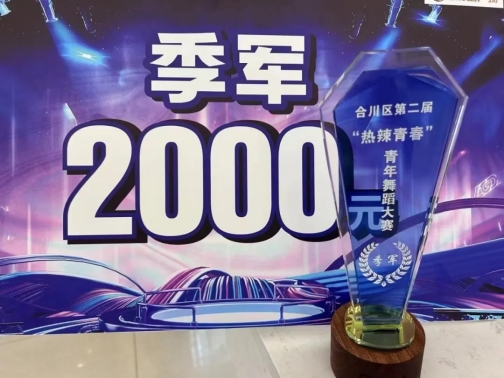 季军
2000
元
合川区第二届
“热辣青春”
青年舞蹈大赛
季军